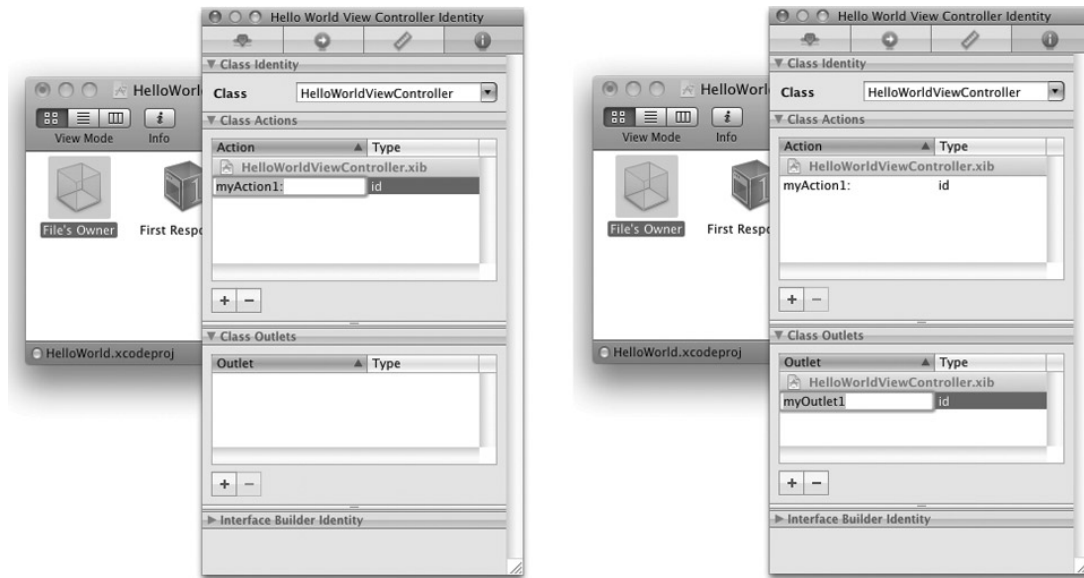 Hello World View Controller Identity
HelloWorl
View Mode
Info
File's Owner
First Respo
HelloWorld.xcodeproj
Class Identity
Class
HelloWorldViewController
Class Actions
Action
Type
HelloWorldViewController.xib
myAction1:
id
+ −
Class Outlets
Outlet
Type
+ −
Interface Builder Identity
Hello World View Controller Identity
HelloWorl
View Mode
Info
File's Owner
First Respo
HelloWorld.xcodeproj
Class Identity
Class
HelloWorldViewController
Class Actions
Action
Type
HelloWorldViewController.xib
myAction1:
id
+ −
Class Outlets
Outlet
Type
HelloWorldViewController.xib
myOutlet1
id
+ −
Interface Builder Identity